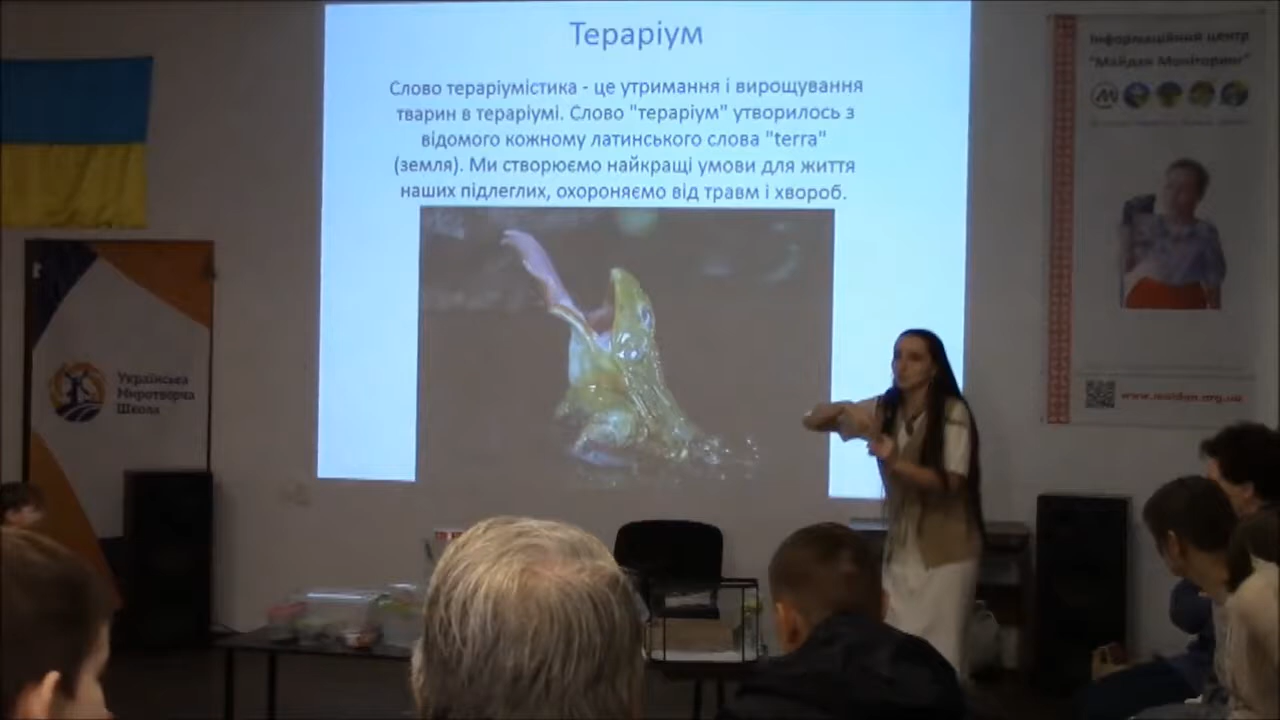 Тераріум
Слово тераріумістика - це утримання і вирощування
тварин в тераріумі. Слово "тераріум" утворилось з
відомого кожному латинського слова "terra"
(земля). Ми створюємо найкращі умови для життя
наших підлеглих, охороняємо від травм і хвороб.
Інформаційний центр
"Майдан Моніторинг"
www.maidan.org.ua
Українська
Миротворча
Школа